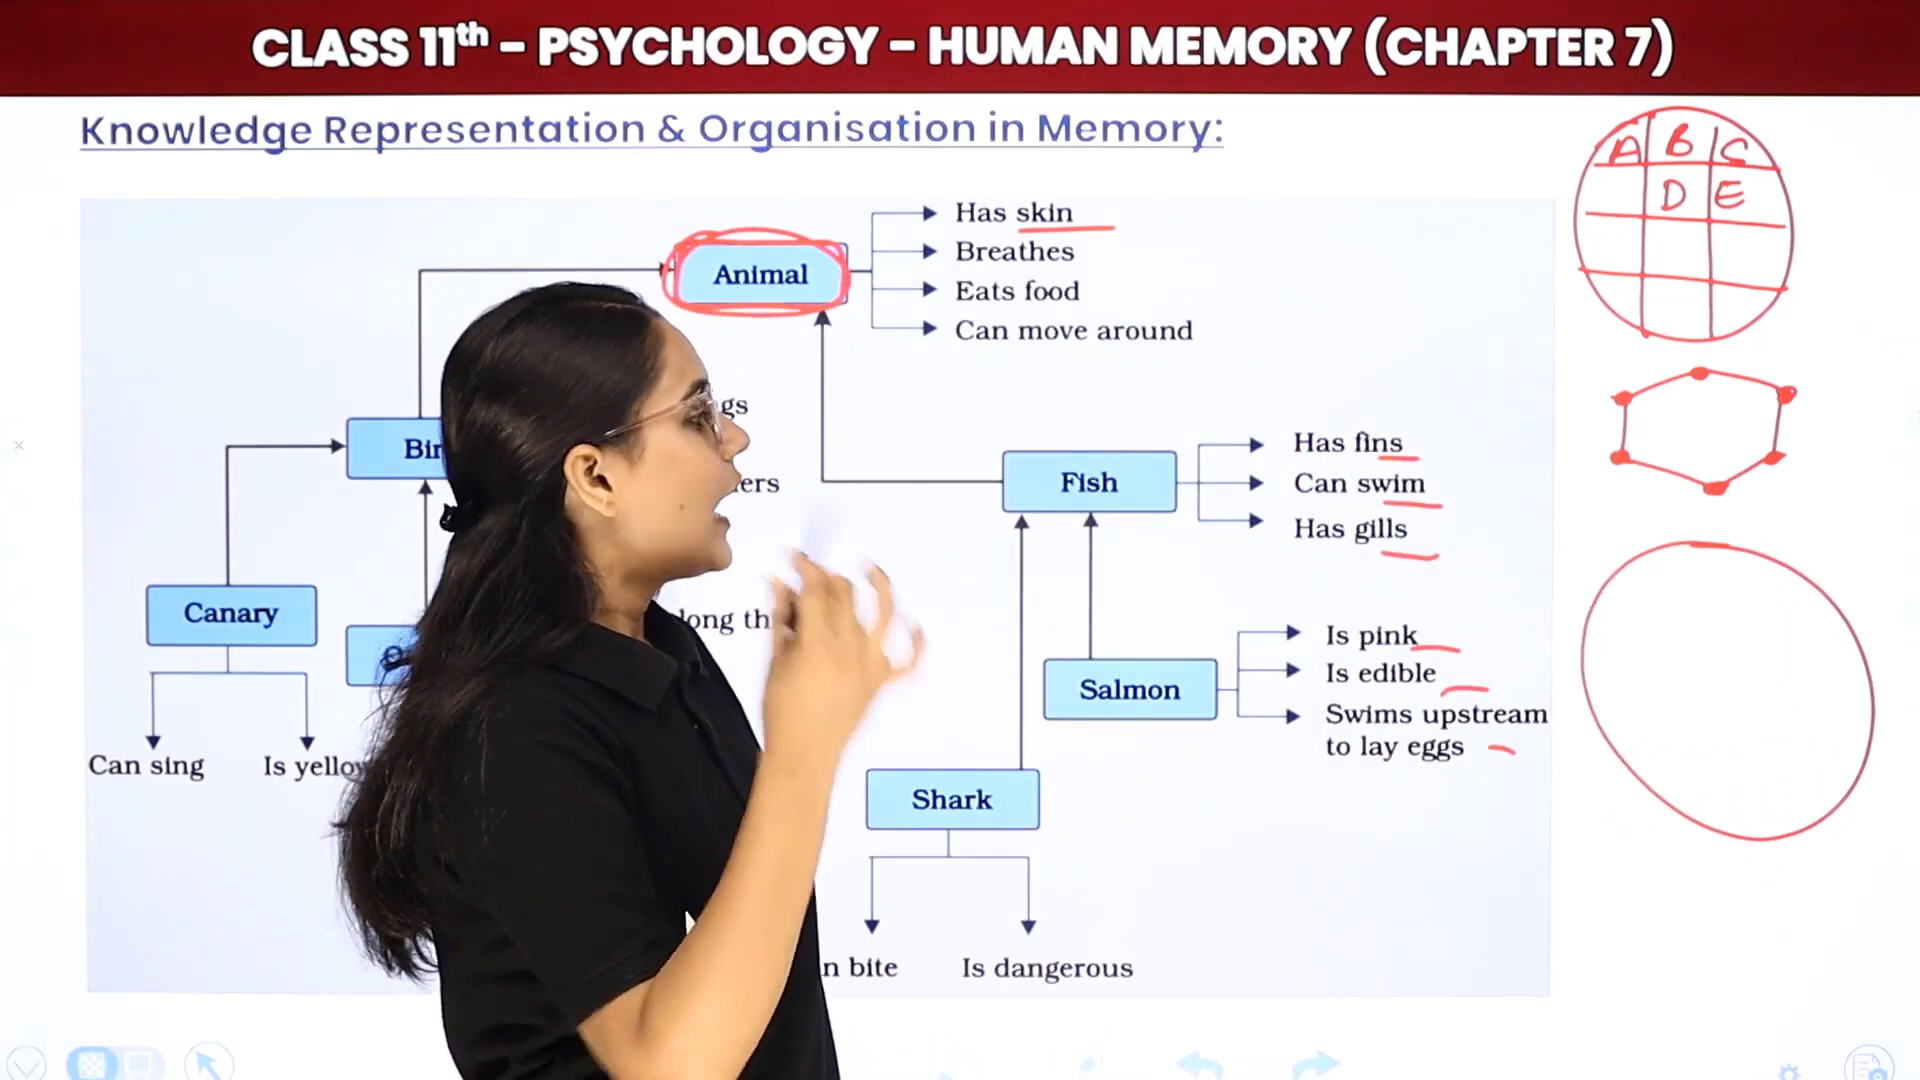 CLASS 11th – PSYCHOLOGY – HUMAN MEMORY (CHAPTER 7)
Knowledge Representation & Organisation in Memory:
A B C
D E
Has skin
Animal
Breathes
Eats food
Can move around
Has fins
Fish
Can swim
Has gills
Canary
Is pink
Salmon
Is edible
Swims upstream
to lay eggs
Can sing
Shark
Is dangerous